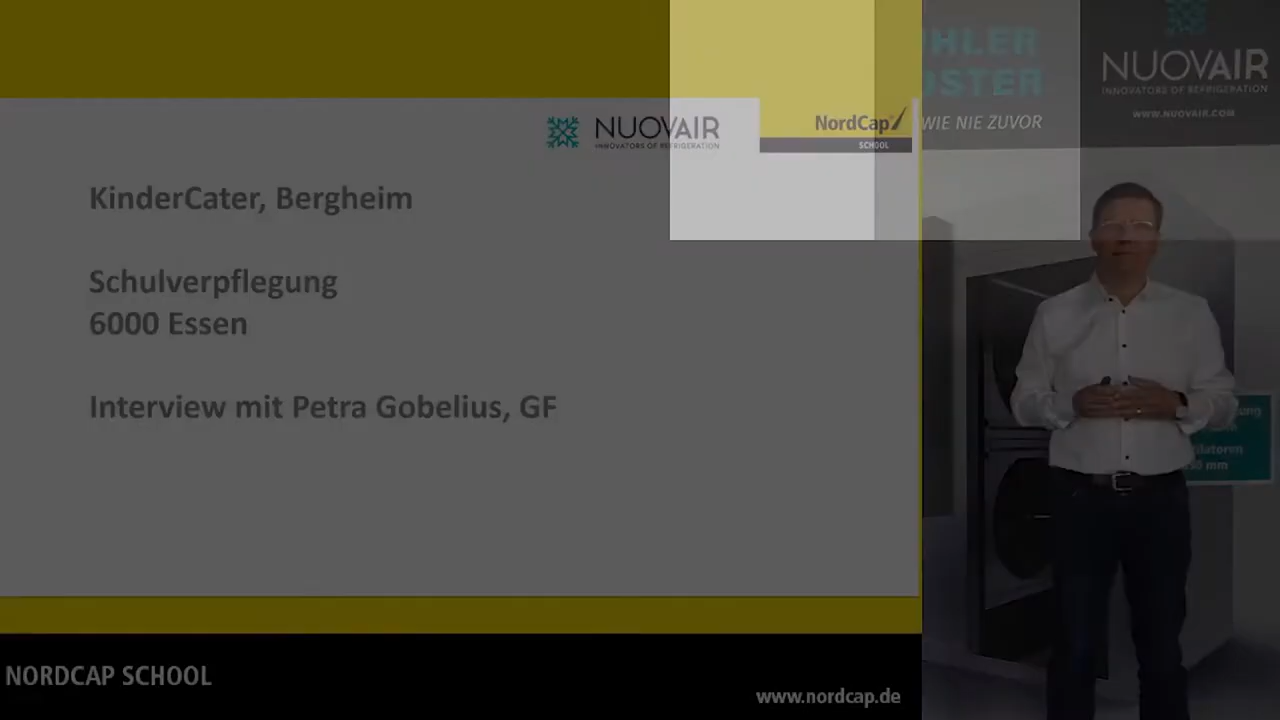 NUOVAIR
INNOVATORS OF REFRIGERATION
NordCap
SCHOOL
KinderCater, Bergheim
Schulverpflegung
6000 Essen
Interview mit Petra Gobelius, GF
NORDCAP SCHOOL
www.nordcap.de
WIE NIE ZUVOR
NUOVAIR
INNOVATORS OF REFRIGERATION
WWW.NUOVAIR.COM
mm